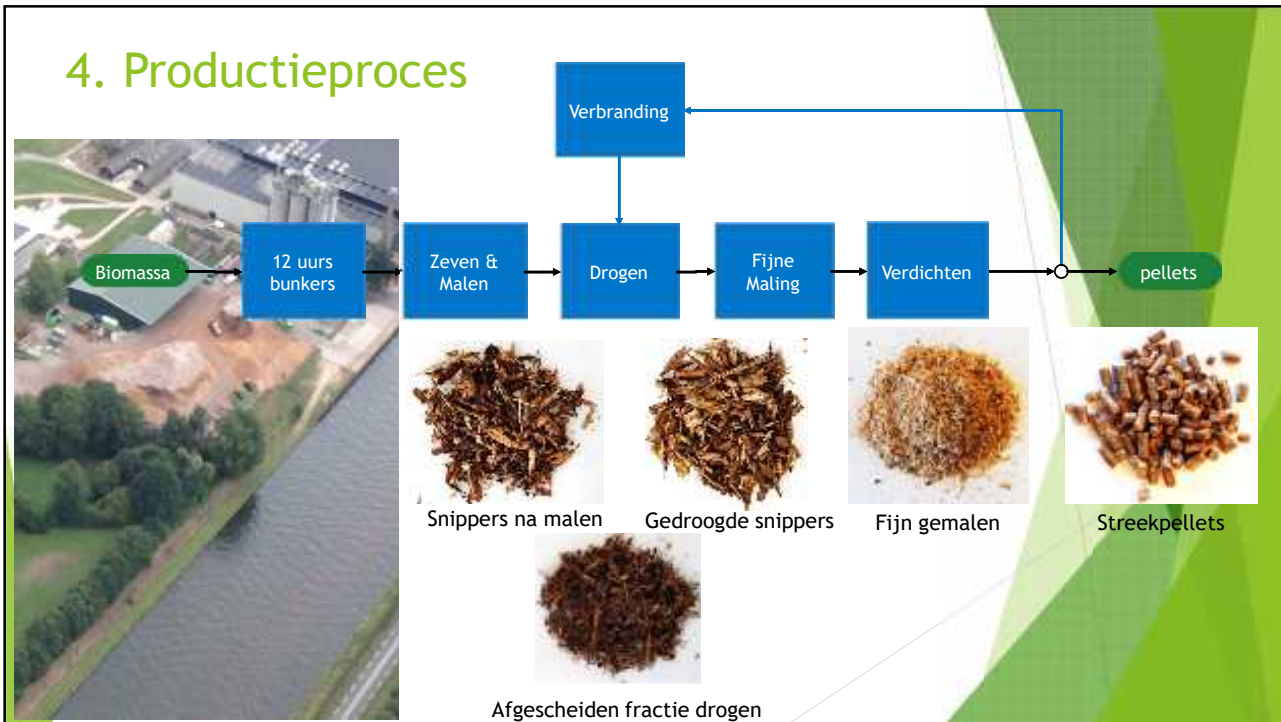 4. Productieproces
Verbranding
Biomassa
12 uurs
bunkers
Zeven &
Malen
Drogen
Fijne
Maling
Verdichten
pellets
Snippers na malen
Gedroogde snippers
Fijn gemalen
Streekpellets
Afgescheiden fractie drogen